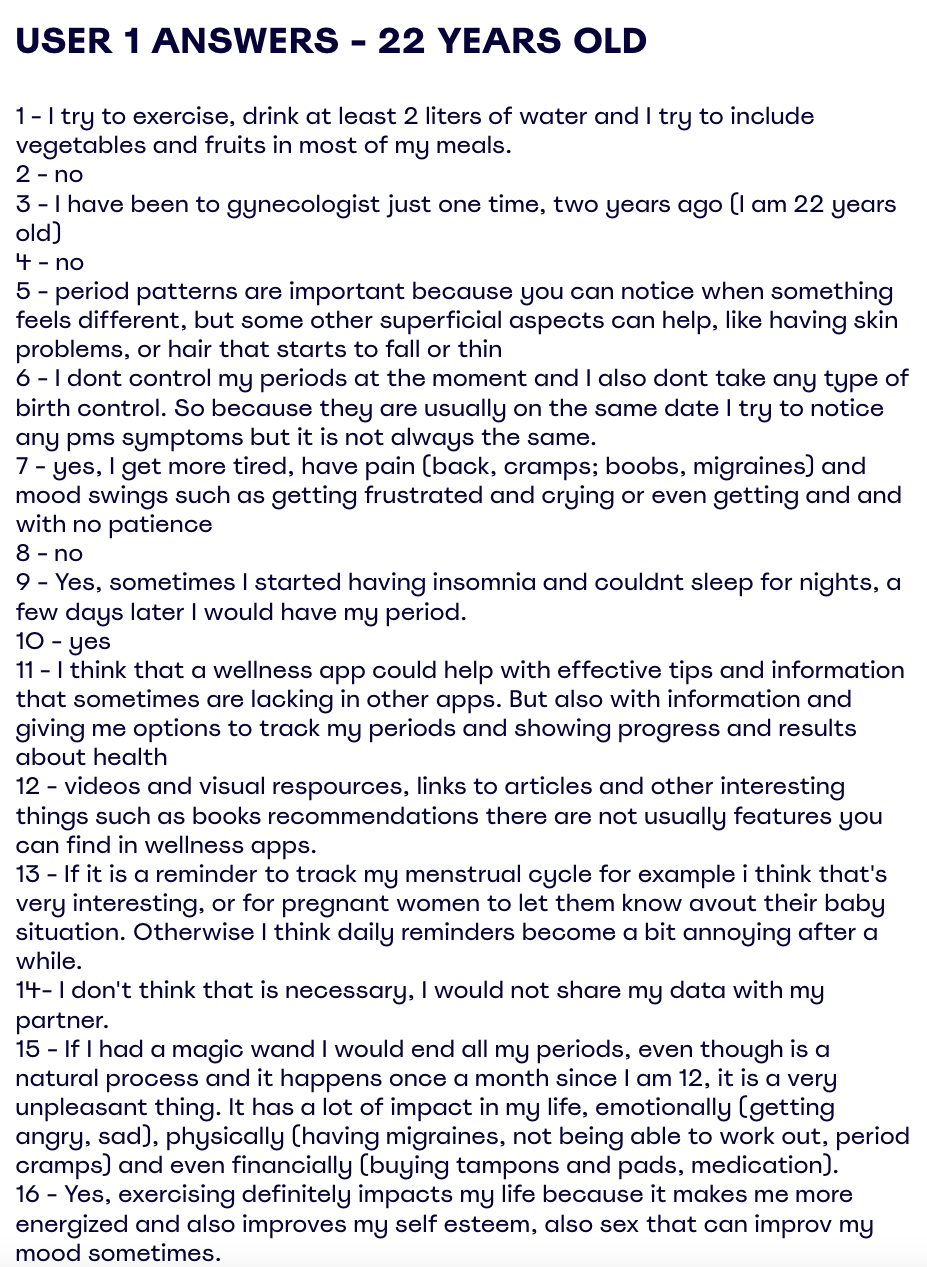 USER 1 ANSWERS - 22 YEARS OLD
1 - I try to exercise, drink at least 2 liters of water and I try to include
vegetables and fruits in most of my meals.
2 - no
3 - I have been to gynecologist just one time, two years ago (I am 22 years
old)
4 - no
5 - period patterns are important because you can notice when something
feels different, but some other superficial aspects can help, like having skin
problems, or hair that starts to fall or thin
6 - I dont control my periods at the moment and I also dont take any type of
birth control. So because they are usually on the same date I try to notice
any pms symptoms but it is not always the same.
7 - yes, I get more tired, have pain (back, cramps; boobs, migraines) and
mood swings such as getting frustrated and crying or even getting and and
with no patience
8 - no
9 - Yes, sometimes I started having insomnia and couldnt sleep for nights, a
few days later I would have my period.
10 - yes
11 - I think that a wellness app could help with effective tips and information
that sometimes are lacking in other apps. But also with information and
giving me options to track my periods and showing progress and results
about health
12 - videos and visual respources, links to articles and other interesting
things such as books recommendations there are not usually features you
can find in wellness apps.
13 - If it is a reminder to track my menstrual cycle for example i think that's
very interesting, or for pregnant women to let them know avout their baby
situation. Otherwise I think daily reminders become a bit annoying after a
while.
14- I don't think that is necessary, I would not share my data with my
partner.
15 - If I had a magic wand I would end all my periods, even though is a
natural process and it happens once a month since I am 12, it is a very
unpleasant thing. It has a lot of impact in my life, emotionally (getting
angry, sad), physically (having migraines, not being able to work out, period
cramps) and even financially (buying tampons and pads, medication).
16 - Yes, exercising definitely impacts my life because it makes me more
energized and also improves my self esteem, also sex that can improv my
mood sometimes.